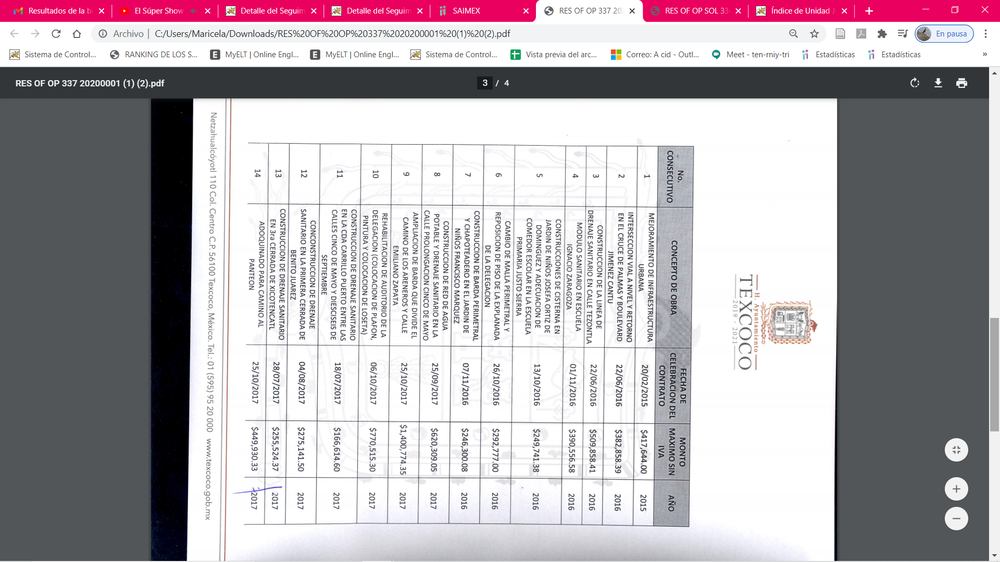 Resultados de la b
El Súper Show
Detalle del Seguim
Detalle del Seguim
SAIMEX
RES OF OP 337 202
RES OF OP SOL 33
Índice de Unidad J
Archivo | C:/Users/Maricela/Downloads/RES%20OF%20OP%20337%2020200001%20(1)%20(2).pdf
En pausa
Sistema de Control...
RANKING DE LOS S...
MyELT | Online Engl...
MyELT | Online Engl...
Sistema de Control...
Vista previa del arc...
Correo: A cid - Outl...
Meet - ten-rniy-tri
Estadísticas
Estadísticas
»
RES OF OP 337 20200001 (1) (2).pdf
3 / 4
H. Ayuntamiento
TEXCOCO
2019 - 2021
No. CONSECUTIVO | CONCEPTO DE OBRA | FECHA DE CELEBRACION DEL CONTRATO | MONTO MAXIMO SIN IVA | AÑO
1 | MEJORAMIENTO DE INFRAESTRUCTURA URBANA | 20/02/2015 | $417,644.00 | 2015
2 | INTERSECCION VIAL A NIVEL Y RETORNO EN EL CRUCE DE PALMAS Y BOULEVARD JIMENEZ CANTU | 22/06/2016 | $382,858.39 | 2016
3 | CONSTRUCCION DE LA LINEA DE DRENAJE SANITARIO EN CALLE TEZONTLA | 22/06/2016 | $509,858.41 | 2016
4 | MODULO SANITARIO EN ESCUELA IGNACIO ZARAGOZA | 01/11/2016 | $390,556.58 | 2016
5 | CONSTRUCCIONES DE CISTERNA EN JARDIN DE NIÑOS JOSEFA ORTIZ DE DOMINGUEZ Y ADECUACION DE COMEDOR ESCOLAR EN LA ESCUELA PRIMARIA JUSTO SIERRA | 13/10/2016 | $249,741.38 | 2016
6 | CAMBIO DE MALLA PERIMETRAL Y REPOSICION DE PISO DE LA EXPLANADA DE LA DELEGACION | 26/10/2016 | $292,777.00 | 2016
7 | CONSTRUCCION DE BARDA PERIMETRAL Y CHAPOTEADERO EN EL JARDIN DE NIÑOS FRANCISCO MARQUEZ | 07/11/2016 | $246,300.08 | 2016
8 | CONSTRUCCION DE RED DE AGUA POTABLE Y DRENAJE SANITARIO EN LA CALLE PROLONGACION CINCO DE MAYO | 25/09/2017 | $620,309.05 | 2017
9 | AMPLIACION DE BARDA QUE DIVIDE EL CAMINO DE LOS ARENEROS Y CALLE EMILIANO ZAPATA | 25/10/2017 | $1,400,774.35 | 2017
10 | REHABILITACION DE AUDITORIO DE LA DELEGACION (COLOCACION DE PLAFON, PINTURA Y COLOCACION DE LOSETA) | 06/10/2017 | $770,515.30 | 2017
11 | CONSTRUCCION DE DRENAJE SANITARIO EN LA CDA CARRILLO PUERTO ENTRE LAS CALLES CINCO DE MAYO Y DIESCISEIS DE SEPTIEMBRE | 18/07/2017 | $166,614.60 | 2017
12 | CONCONSTRUCCION DE DRENAJE SANITARIO EN LA PRIMERA CERRADA DE BENITO JUAREZ | 04/08/2017 | $275,141.50 | 2017
13 | CONSTRUCCION DE DRENAJE SANITARIO EN 3ra CERRADA DE XICOTENCATL | 28/07/2017 | $255,524.37 | 2017
14 | ADOQUINADO PARA CAMINO AL PANTEON | 25/10/2017 | $449,930.33 | 2017
Netzahualcóyotl 110 Col. Centro C.P. 56100 Texcoco, México. Tel.: 01 (595) 95 20 000 www.texcoco.gob.mx